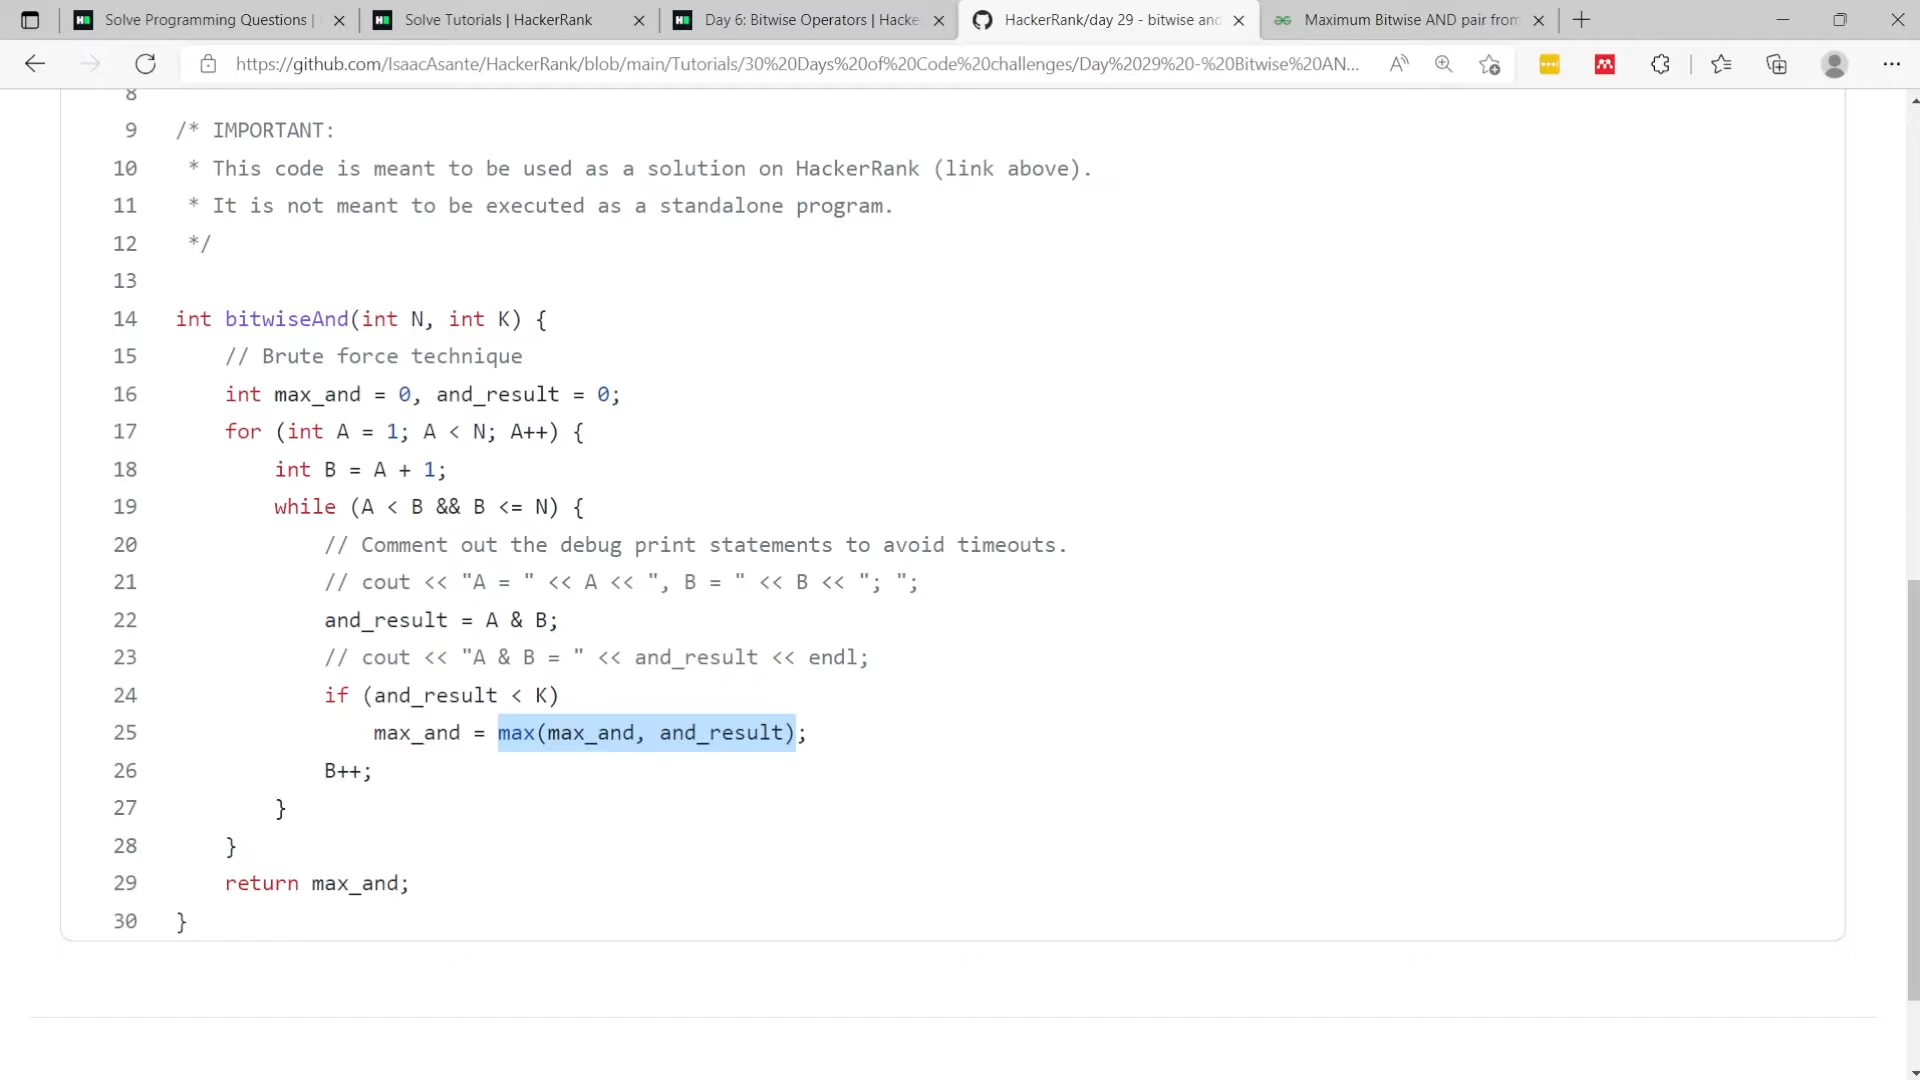 Solve Programming Questions |
Solve Tutorials | HackerRank
Day 6: Bitwise Operators | Hacke
HackerRank/day 29 - bitwise and
Maximum Bitwise AND pair from
https://github.com/IsaacAsante/HackerRank/blob/main/Tutorials/30%20Days%20of%20Code%20challenges/Day%2029%20-%20Bitwise%20AN...
8
9 /* IMPORTANT:
10 * This code is meant to be used as a solution on HackerRank (link above).
11 * It is not meant to be executed as a standalone program.
12 */
13
14 int bitwiseAnd(int N, int K) {
15 // Brute force technique
16 int max_and = 0, and_result = 0;
17 for (int A = 1; A < N; A++) {
18 int B = A + 1;
19 while (A < B && B <= N) {
20 // Comment out the debug print statements to avoid timeouts.
21 // cout << "A = " << A << ", B = " << B << "; ";
22 and_result = A & B;
23 // cout << "A & B = " << and_result << endl;
24 if (and_result < K)
25 max_and = max(max_and, and_result);
26 B++;
27 }
28 }
29 return max_and;
30 }